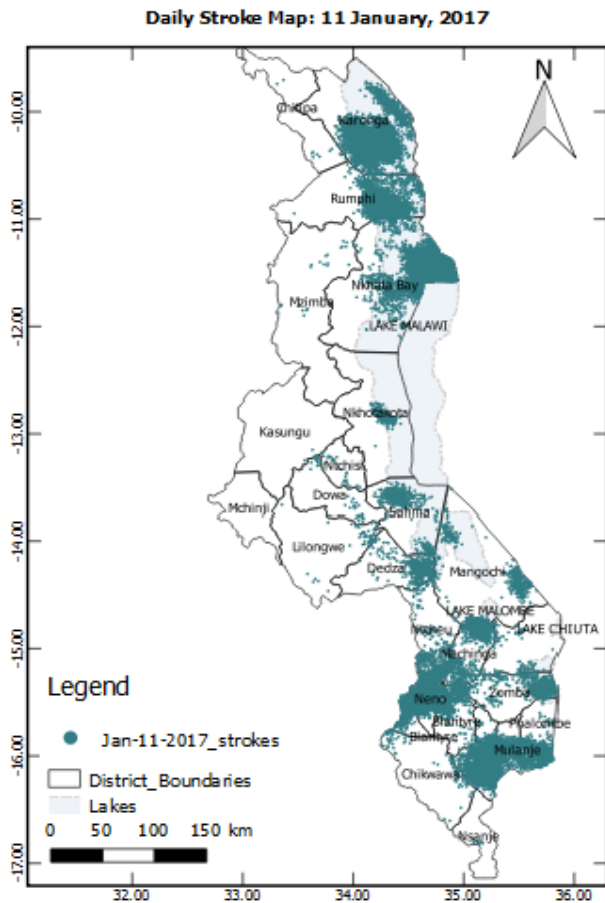 Daily Stroke Map: 11 January, 2017
N
Chitipa
Karonga
Rumphi
Nkhata Bay
Mzimba
LAKE MALAWI
Nkhotakota
Kasungu
Ntchisi
Dowa
Mchinji
Salima
Lilongwe
Dedza
Mangochi
LAKE MALOMBE
Ntcheu
LAKE CHIUTA
Machinga
Neno
Zomba
Blantyre
Phalombe
Blantyre
Mulanje
Chikwawa
Nsanje
Legend
Jan-11-2017_strokes
District_Boundaries
Lakes
0 50 100 150 km
-10.00
-11.00
-12.00
-13.00
-14.00
-15.00
-16.00
-17.00
32.00 33.00 34.00 35.00 36.00